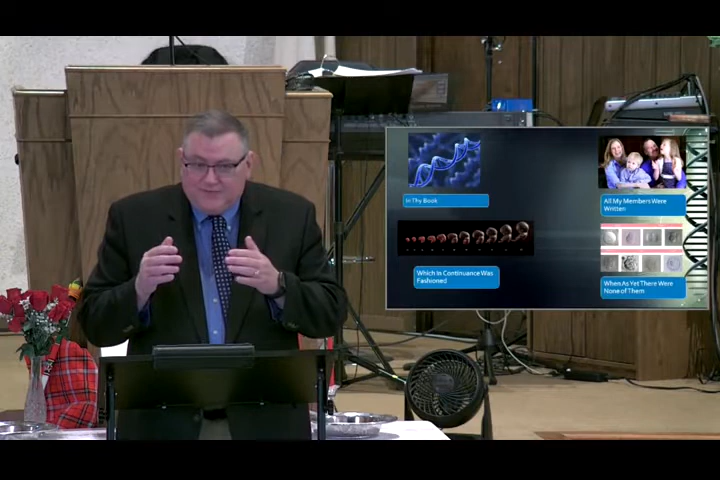 In Thy Book
All My Members Were
Written
Which In Continuance Was
Fashioned
When As Yet There Were
None of Them